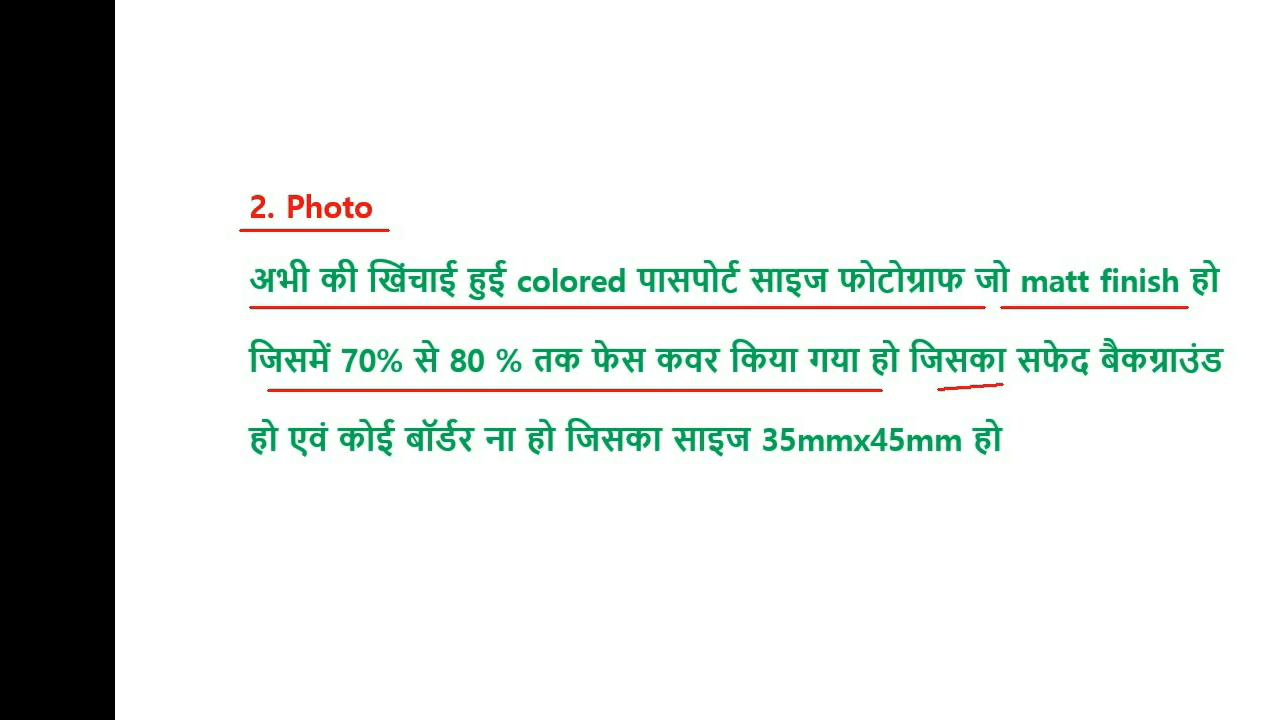 2. Photo
अभी की खिंचाई हुई colored पासपोर्ट साइज फोटोग्राफ जो matt finish हो
जिसमें 70% से 80 % तक फेस कवर किया गया हो जिसका सफेद बैकग्राउंड
हो एवं कोई बॉर्डर ना हो जिसका साइज 35mmx45mm हो